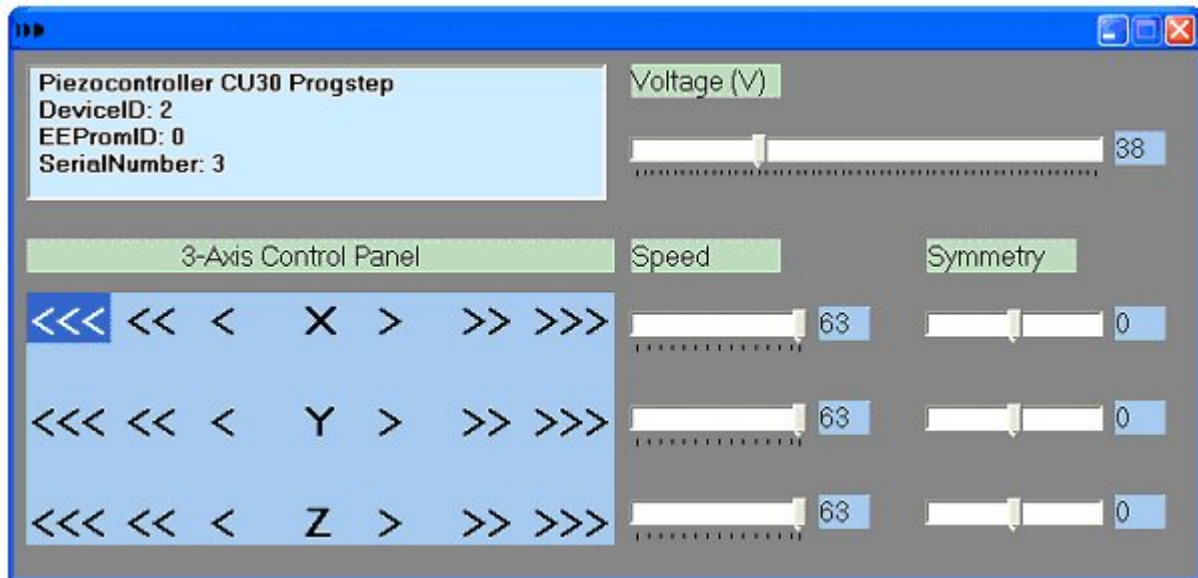 Piezocontroller CU30 Progstep
DeviceID: 2
EEPromID: 0
SerialNumber: 3
Voltage (V)
38
3-Axis Control Panel
Speed
Symmetry
<<< << < X > >> >>>
63
0
<<< << < Y > >> >>>
63
0
<<< << < Z > >> >>>
63
0